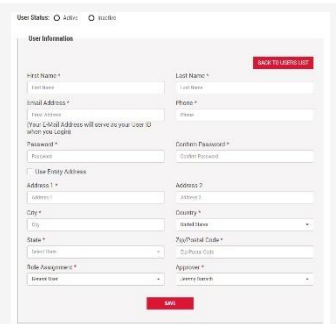 User Status: Active Inactive
User Information
BACK TO USERS LIST
First Name * Last Name *
First Name Last Name
Email Address * Phone *
Email Address Phone
(Your E-Mail Address will serve as your User ID
when you Login)
Password * Confirm Password *
Password Confirm Password
Use Entity Address
Address 1 * Address 2
Address 1 Address 2
City * Country *
City United States
State * Zip/Postal Code *
Select State Zip/Postal Code
Role Assignment * Approver *
General User Jeremy
SAVE